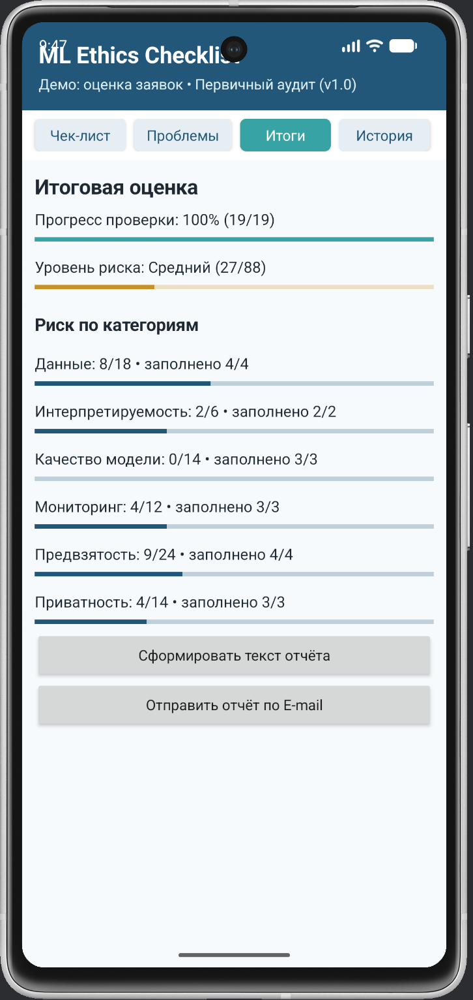 9:47
ML Ethics Checklist
Демо: оценка заявок • Первичный аудит (v1.0)
Чек-лист
Проблемы
Итоги
История
Итоговая оценка
Прогресс проверки: 100% (19/19)
Уровень риска: Средний (27/88)
Риск по категориям
Данные: 8/18 • заполнено 4/4
Интерпретируемость: 2/6 • заполнено 2/2
Качество модели: 0/14 • заполнено 3/3
Мониторинг: 4/12 • заполнено 3/3
Предвзятость: 9/24 • заполнено 4/4
Приватность: 4/14 • заполнено 3/3
Сформировать текст отчёта
Отправить отчёт по E-mail